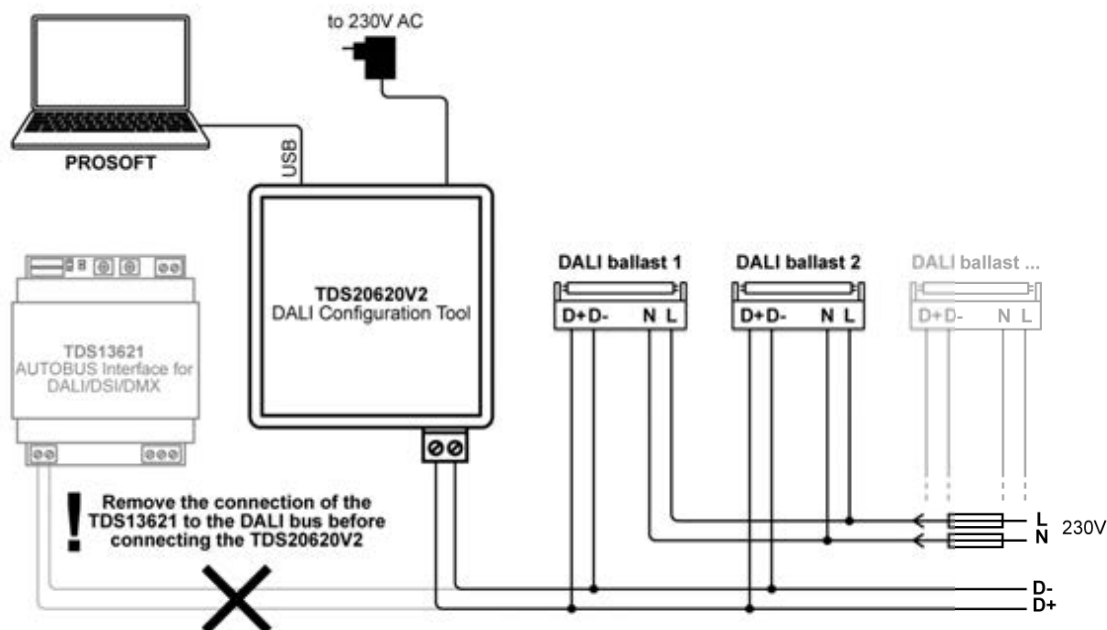 to 230V AC
PROSOFT
USB
TDS20620V2
DALI Configuration Tool
TDS13621
AUTOBUS Interface for
DALI/DSI/DMX
DALI ballast 1
D+ D- N L
DALI ballast 2
D+ D- N L
DALI ballast ...
D+ D- N L
! Remove the connection of the
TDS13621 to the DALI bus before
connecting the TDS20620V2
L
N
230V
D-
D+